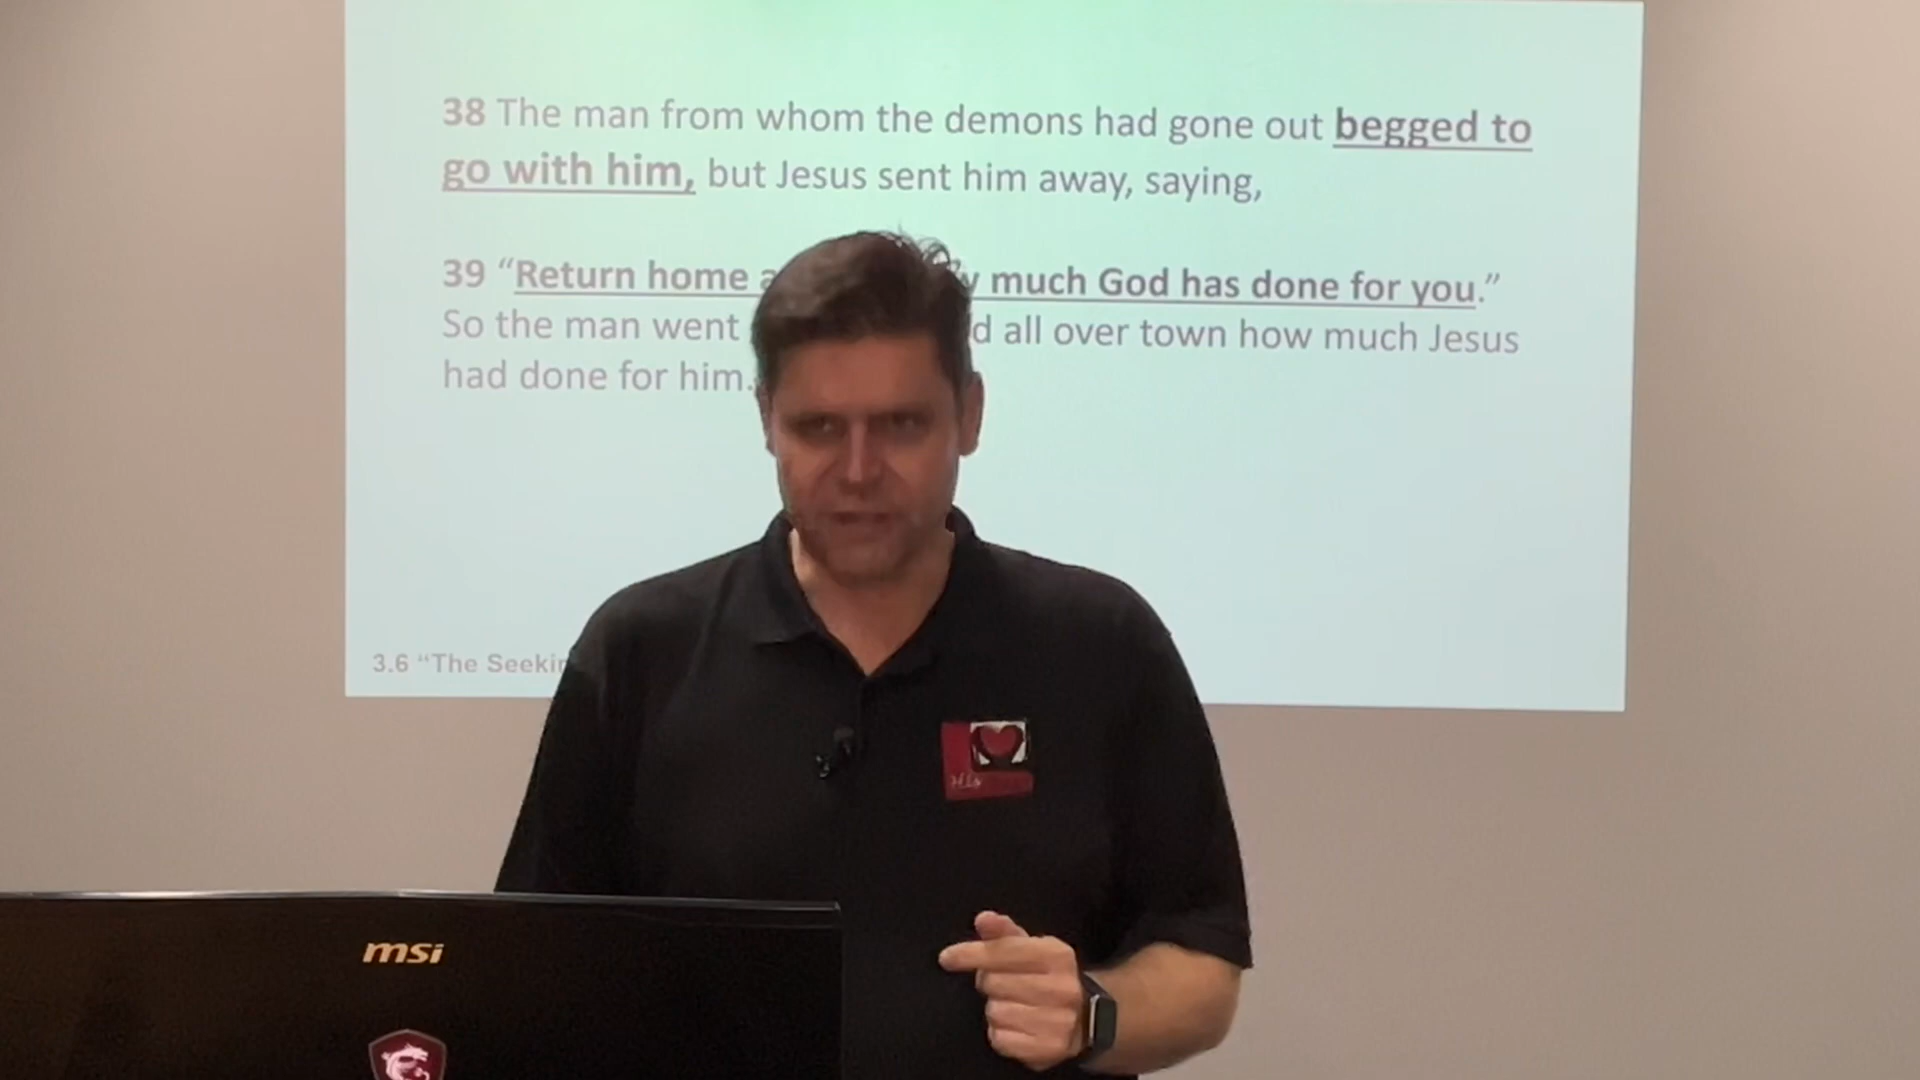 38 The man from whom the demons had gone out begged to
go with him, but Jesus sent him away, saying,
39 “Return home much God has done for you.”
So the man went all over town how much Jesus
had done for him.
3.6 “The
His
msi